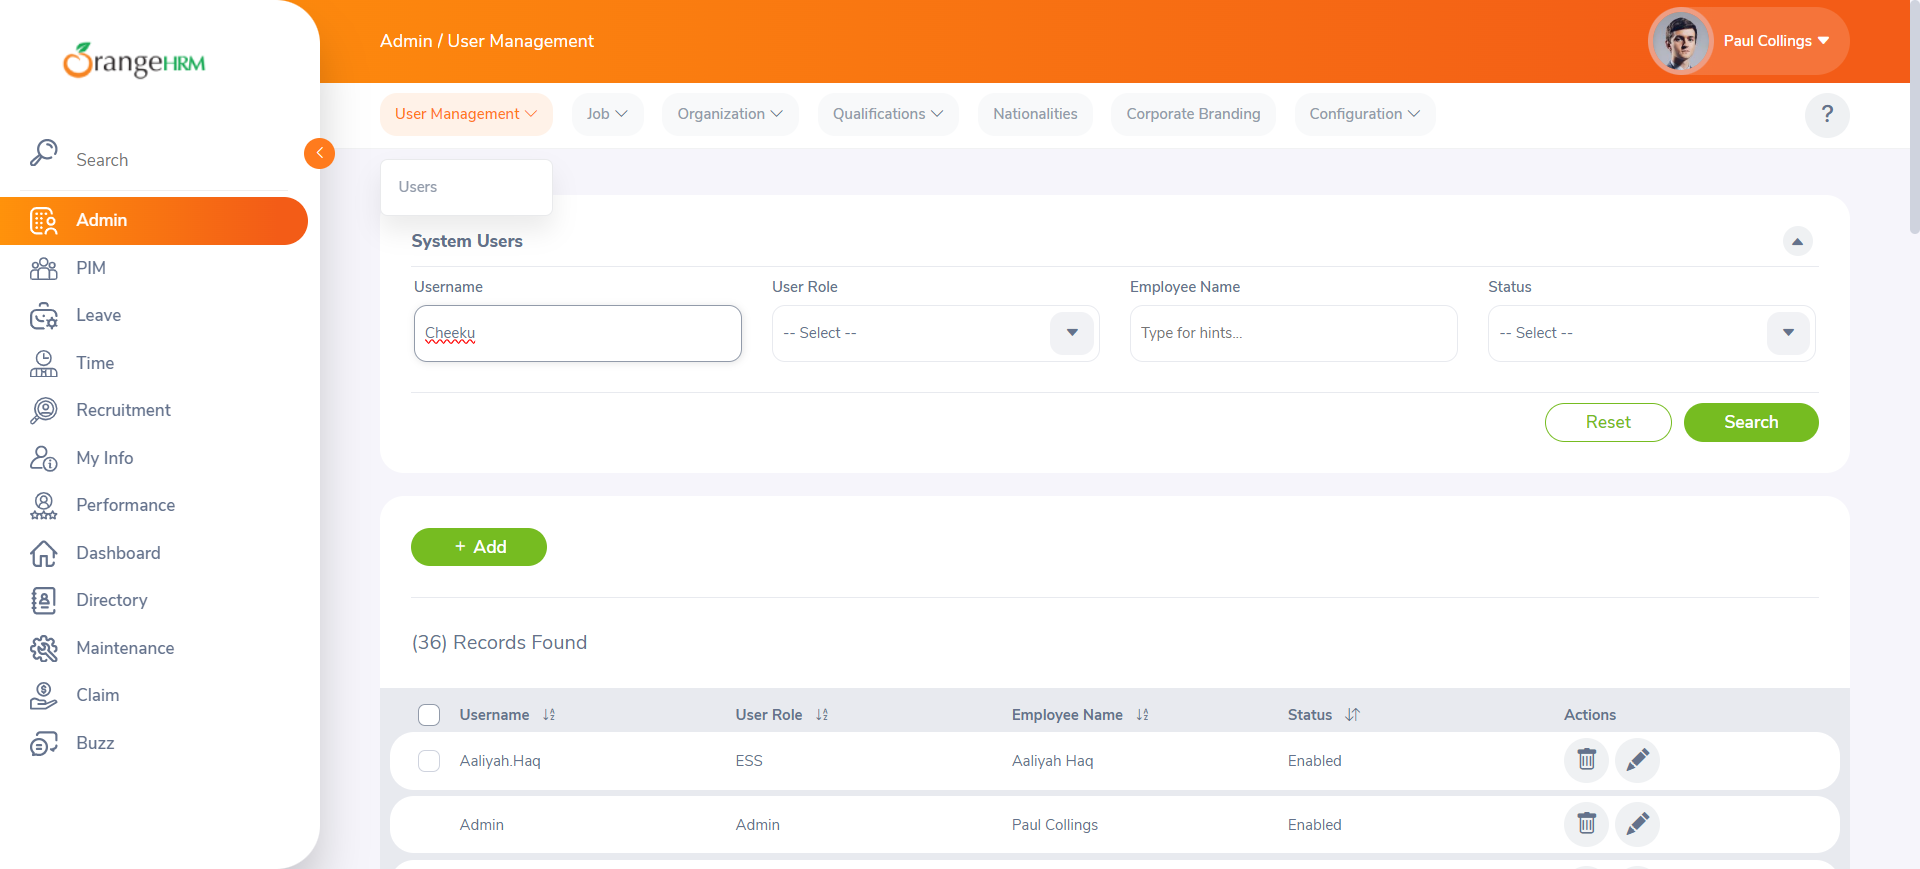 Admin / User Management
Paul Collings
OrangeHRM
User Management
Job
Organization
Qualifications
Nationalities
Corporate Branding
Configuration
?
Search
Users
Admin
PIM
Leave
Time
Recruitment
My Info
Performance
Dashboard
Directory
Maintenance
Claim
Buzz
System Users
Username
User Role
Employee Name
Status
Cheeku
-- Select --
Type for hints...
-- Select --
Reset
Search
+ Add
(36) Records Found
Username
User Role
Employee Name
Status
Actions
Aaliyah.Haq
ESS
Aaliyah Haq
Enabled
Admin
Admin
Paul Collings
Enabled